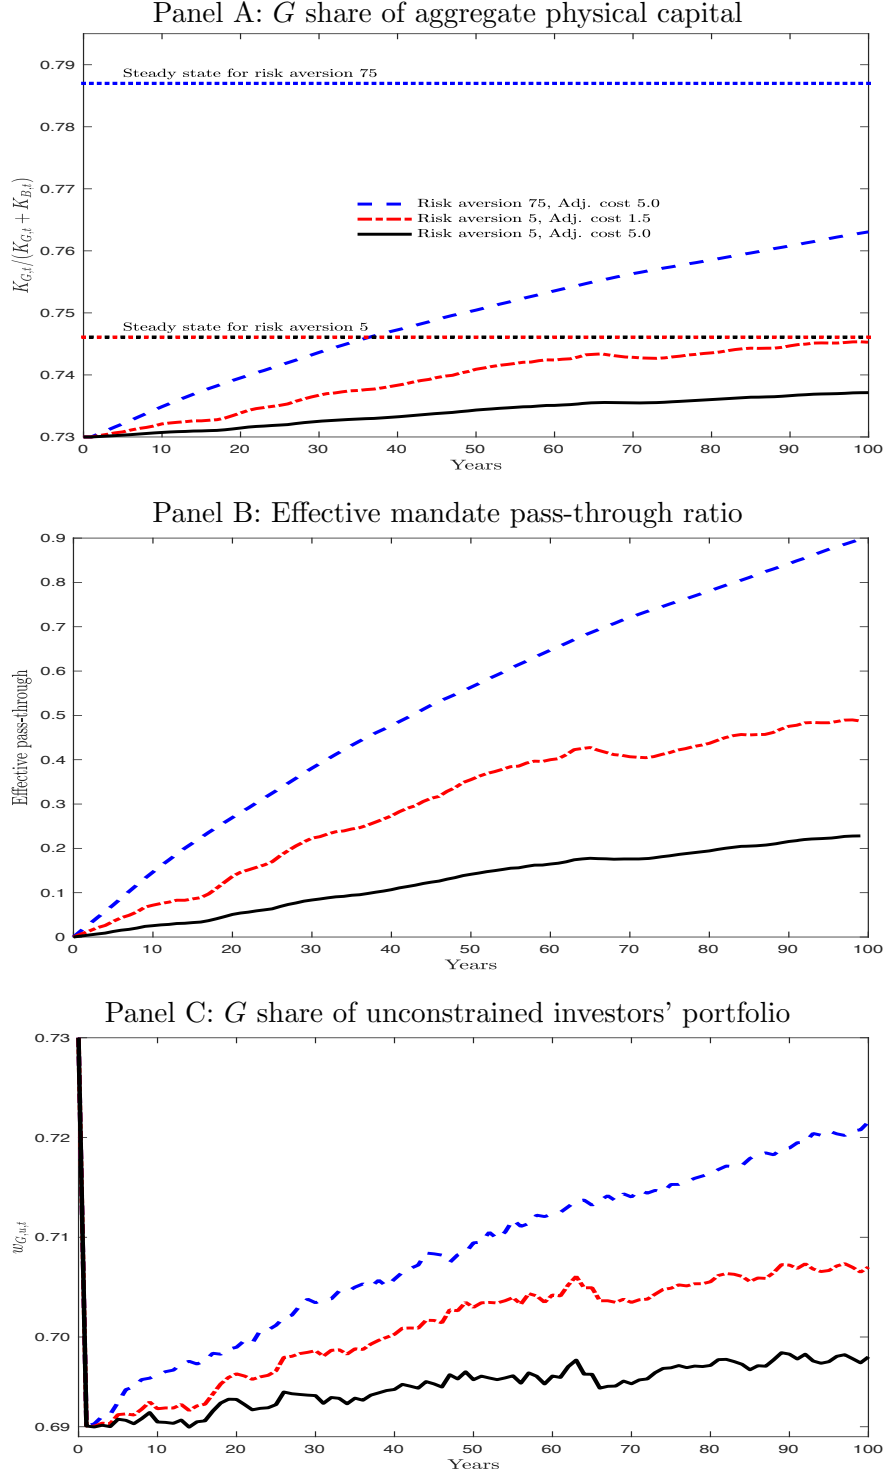 Panel A: G share of aggregate physical capital
0.79
Steady state for risk aversion 75
0.78
0.77
Risk aversion 75, Adj. cost 5.0
Risk aversion 5, Adj. cost 1.5
Risk aversion 5, Adj. cost 5.0
K_{G,t}/(K_{G,t} + K_{B,t})
0.76
0.75
Steady state for risk aversion 5
0.74
0.73
0 10 20 30 40 50 60 70 80 90 100
Years
Panel B: Effective mandate pass-through ratio
0.9
0.8
0.7
0.6
0.5
Effective pass-through
0.4
0.3
0.2
0.1
0
0 10 20 30 40 50 60 70 80 90 100
Years
Panel C: G share of unconstrained investors' portfolio
0.73
0.72
0.71
w_{G,u,t}
0.70
0.69
0 10 20 30 40 50 60 70 80 90 100
Years